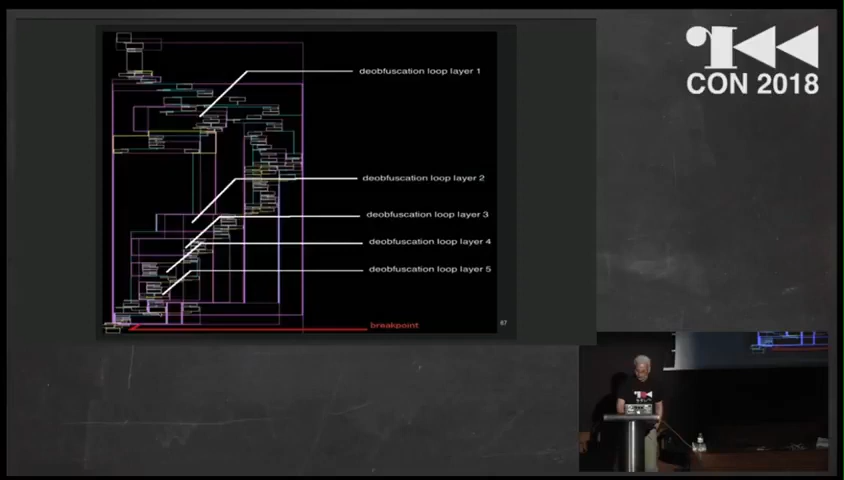 CON 2018
deobfuscation loop layer 1
deobfuscation loop layer 2
deobfuscation loop layer 3
deobfuscation loop layer 4
deobfuscation loop layer 5
breakpoint
67